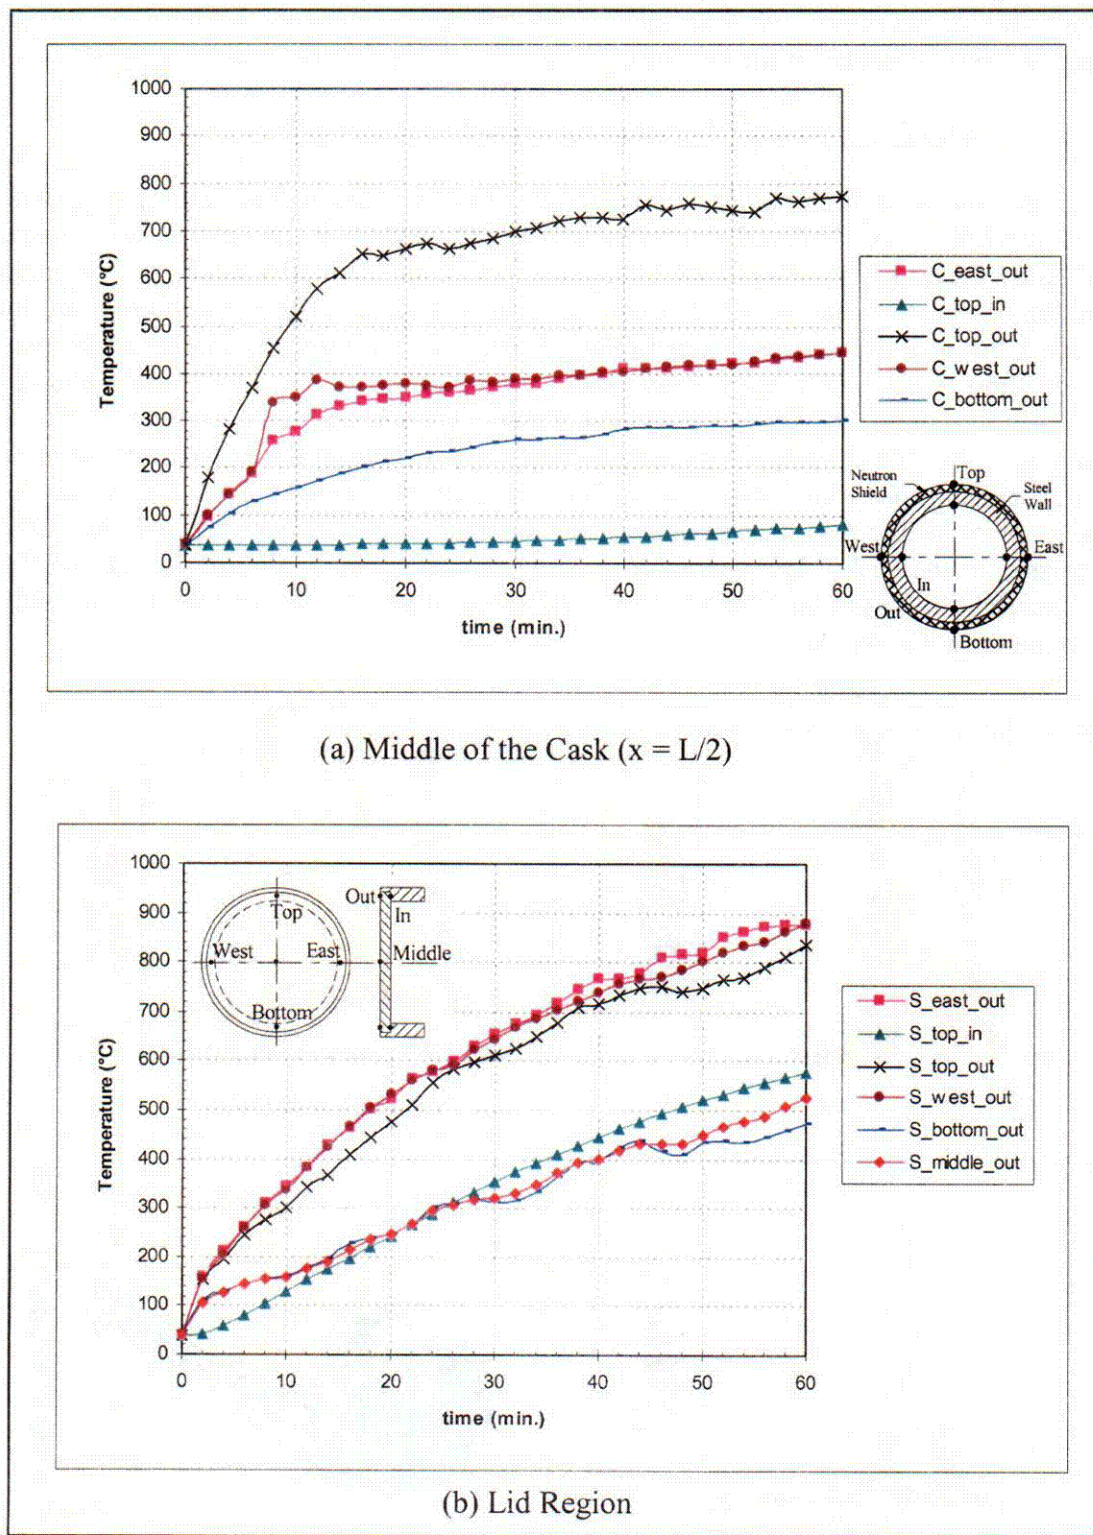 1000
900
800
700
600
500
400
300
200
100
0
Temperature (°C)
0 10 20 30 40 50 60
time (min.)
C_east_out
C_top_in
C_top_out
C_west_out
C_bottom_out
Neutron Shield
Top
Steel Wall
West
East
In
Out
Bottom
(a) Middle of the Cask (x = L/2)
1000
900
800
700
600
500
400
300
200
100
0
Temperature (°C)
0 10 20 30 40 50 60
time (min.)
Top
West
East
Bottom
Out
In
Middle
S_east_out
S_top_in
S_top_out
S_west_out
S_bottom_out
S_middle_out
(b) Lid Region